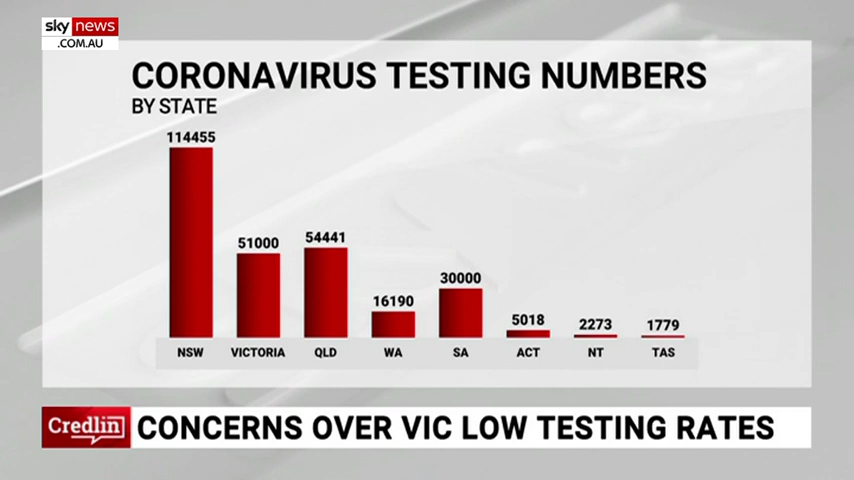 sky news
.COM.AU
CORONAVIRUS TESTING NUMBERS
BY STATE
114455
51000
54441
16190
30000
5018
2273
1779
NSW
VICTORIA
QLD
WA
SA
ACT
NT
TAS
Credlin
CONCERNS OVER VIC LOW TESTING RATES